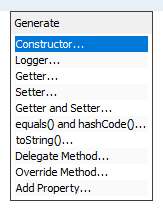 Generate
Constructor...
Logger...
Getter...
Setter...
Getter and Setter...
equals() and hashCode()...
toString()...
Delegate Method...
Override Method...
Add Property...